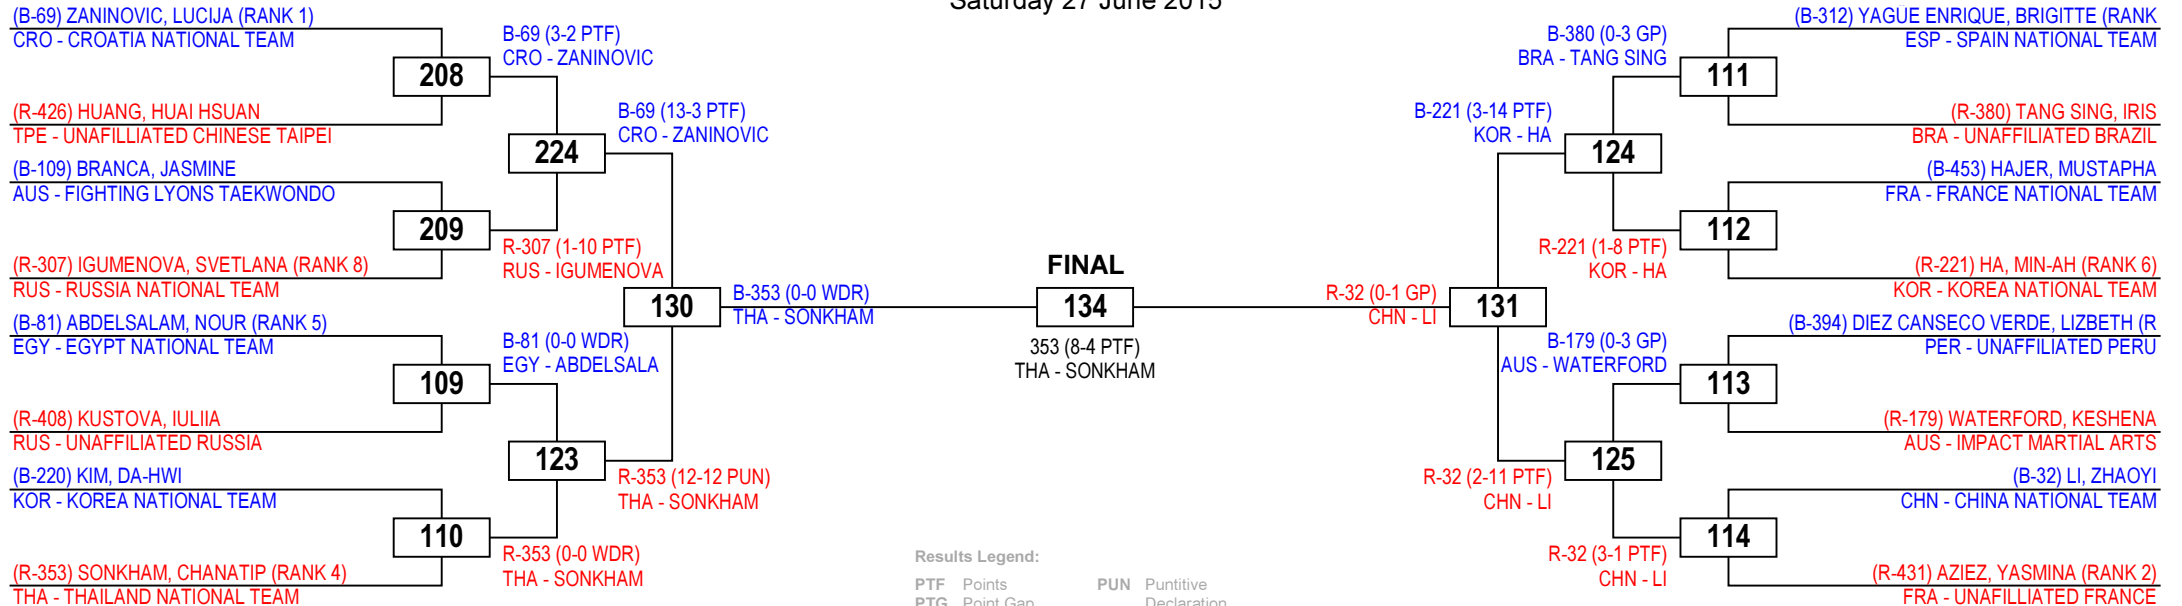 Saturday 27 June 2015
(B-69) ZANINOVIC, LUCIJA (RANK 1)
CRO - CROATIA NATIONAL TEAM
208
(R-426) HUANG, HUAI HSUAN
TPE - UNAFILLIATED CHINESE TAIPEI
B-69 (3-2 PTF)
CRO - ZANINOVIC
(B-109) BRANCA, JASMINE
AUS - FIGHTING LYONS TAEKWONDO
209
(R-307) IGUMENOVA, SVETLANA (RANK 8)
RUS - RUSSIA NATIONAL TEAM
R-307 (1-10 PTF)
RUS - IGUMENOVA
224
B-69 (13-3 PTF)
CRO - ZANINOVIC
(B-81) ABDELSALAM, NOUR (RANK 5)
EGY - EGYPT NATIONAL TEAM
109
(R-408) KUSTOVA, IULIIA
RUS - UNAFFILIATED RUSSIA
B-81 (0-0 WDR)
EGY - ABDELSALA
(B-220) KIM, DA-HWI
KOR - KOREA NATIONAL TEAM
110
(R-353) SONKHAM, CHANATIP (RANK 4)
THA - THAILAND NATIONAL TEAM
R-353 (0-0 WDR)
THA - SONKHAM
123
R-353 (12-12 PUN)
THA - SONKHAM
130
B-353 (0-0 WDR)
THA - SONKHAM
FINAL
134
353 (8-4 PTF)
THA - SONKHAM
R-32 (0-1 GP)
CHN - LI
131
B-221 (3-14 PTF)
KOR - HA
124
B-380 (0-3 GP)
BRA - TANG SING
111
(B-312) YAGÜE ENRIQUE, BRIGITTE (RANK
ESP - SPAIN NATIONAL TEAM
(R-380) TANG SING, IRIS
BRA - UNAFFILIATED BRAZIL
R-221 (1-8 PTF)
KOR - HA
112
(B-453) HAJER, MUSTAPHA
FRA - FRANCE NATIONAL TEAM
(R-221) HA, MIN-AH (RANK 6)
KOR - KOREA NATIONAL TEAM
R-32 (2-11 PTF)
CHN - LI
125
B-179 (0-3 GP)
AUS - WATERFORD
113
(B-394) DIEZ CANSECO VERDE, LIZBETH (R
PER - UNAFFILIATED PERU
(R-179) WATERFORD, KESHENA
AUS - IMPACT MARTIAL ARTS
R-32 (3-1 PTF)
CHN - LI
114
(B-32) LI, ZHAOYI
CHN - CHINA NATIONAL TEAM
(R-431) AZIEZ, YASMINA (RANK 2)
FRA - UNAFILLIATED FRANCE
Results Legend:
PTF Points
PUN Puntitive
PTG Point Gap
Declaration